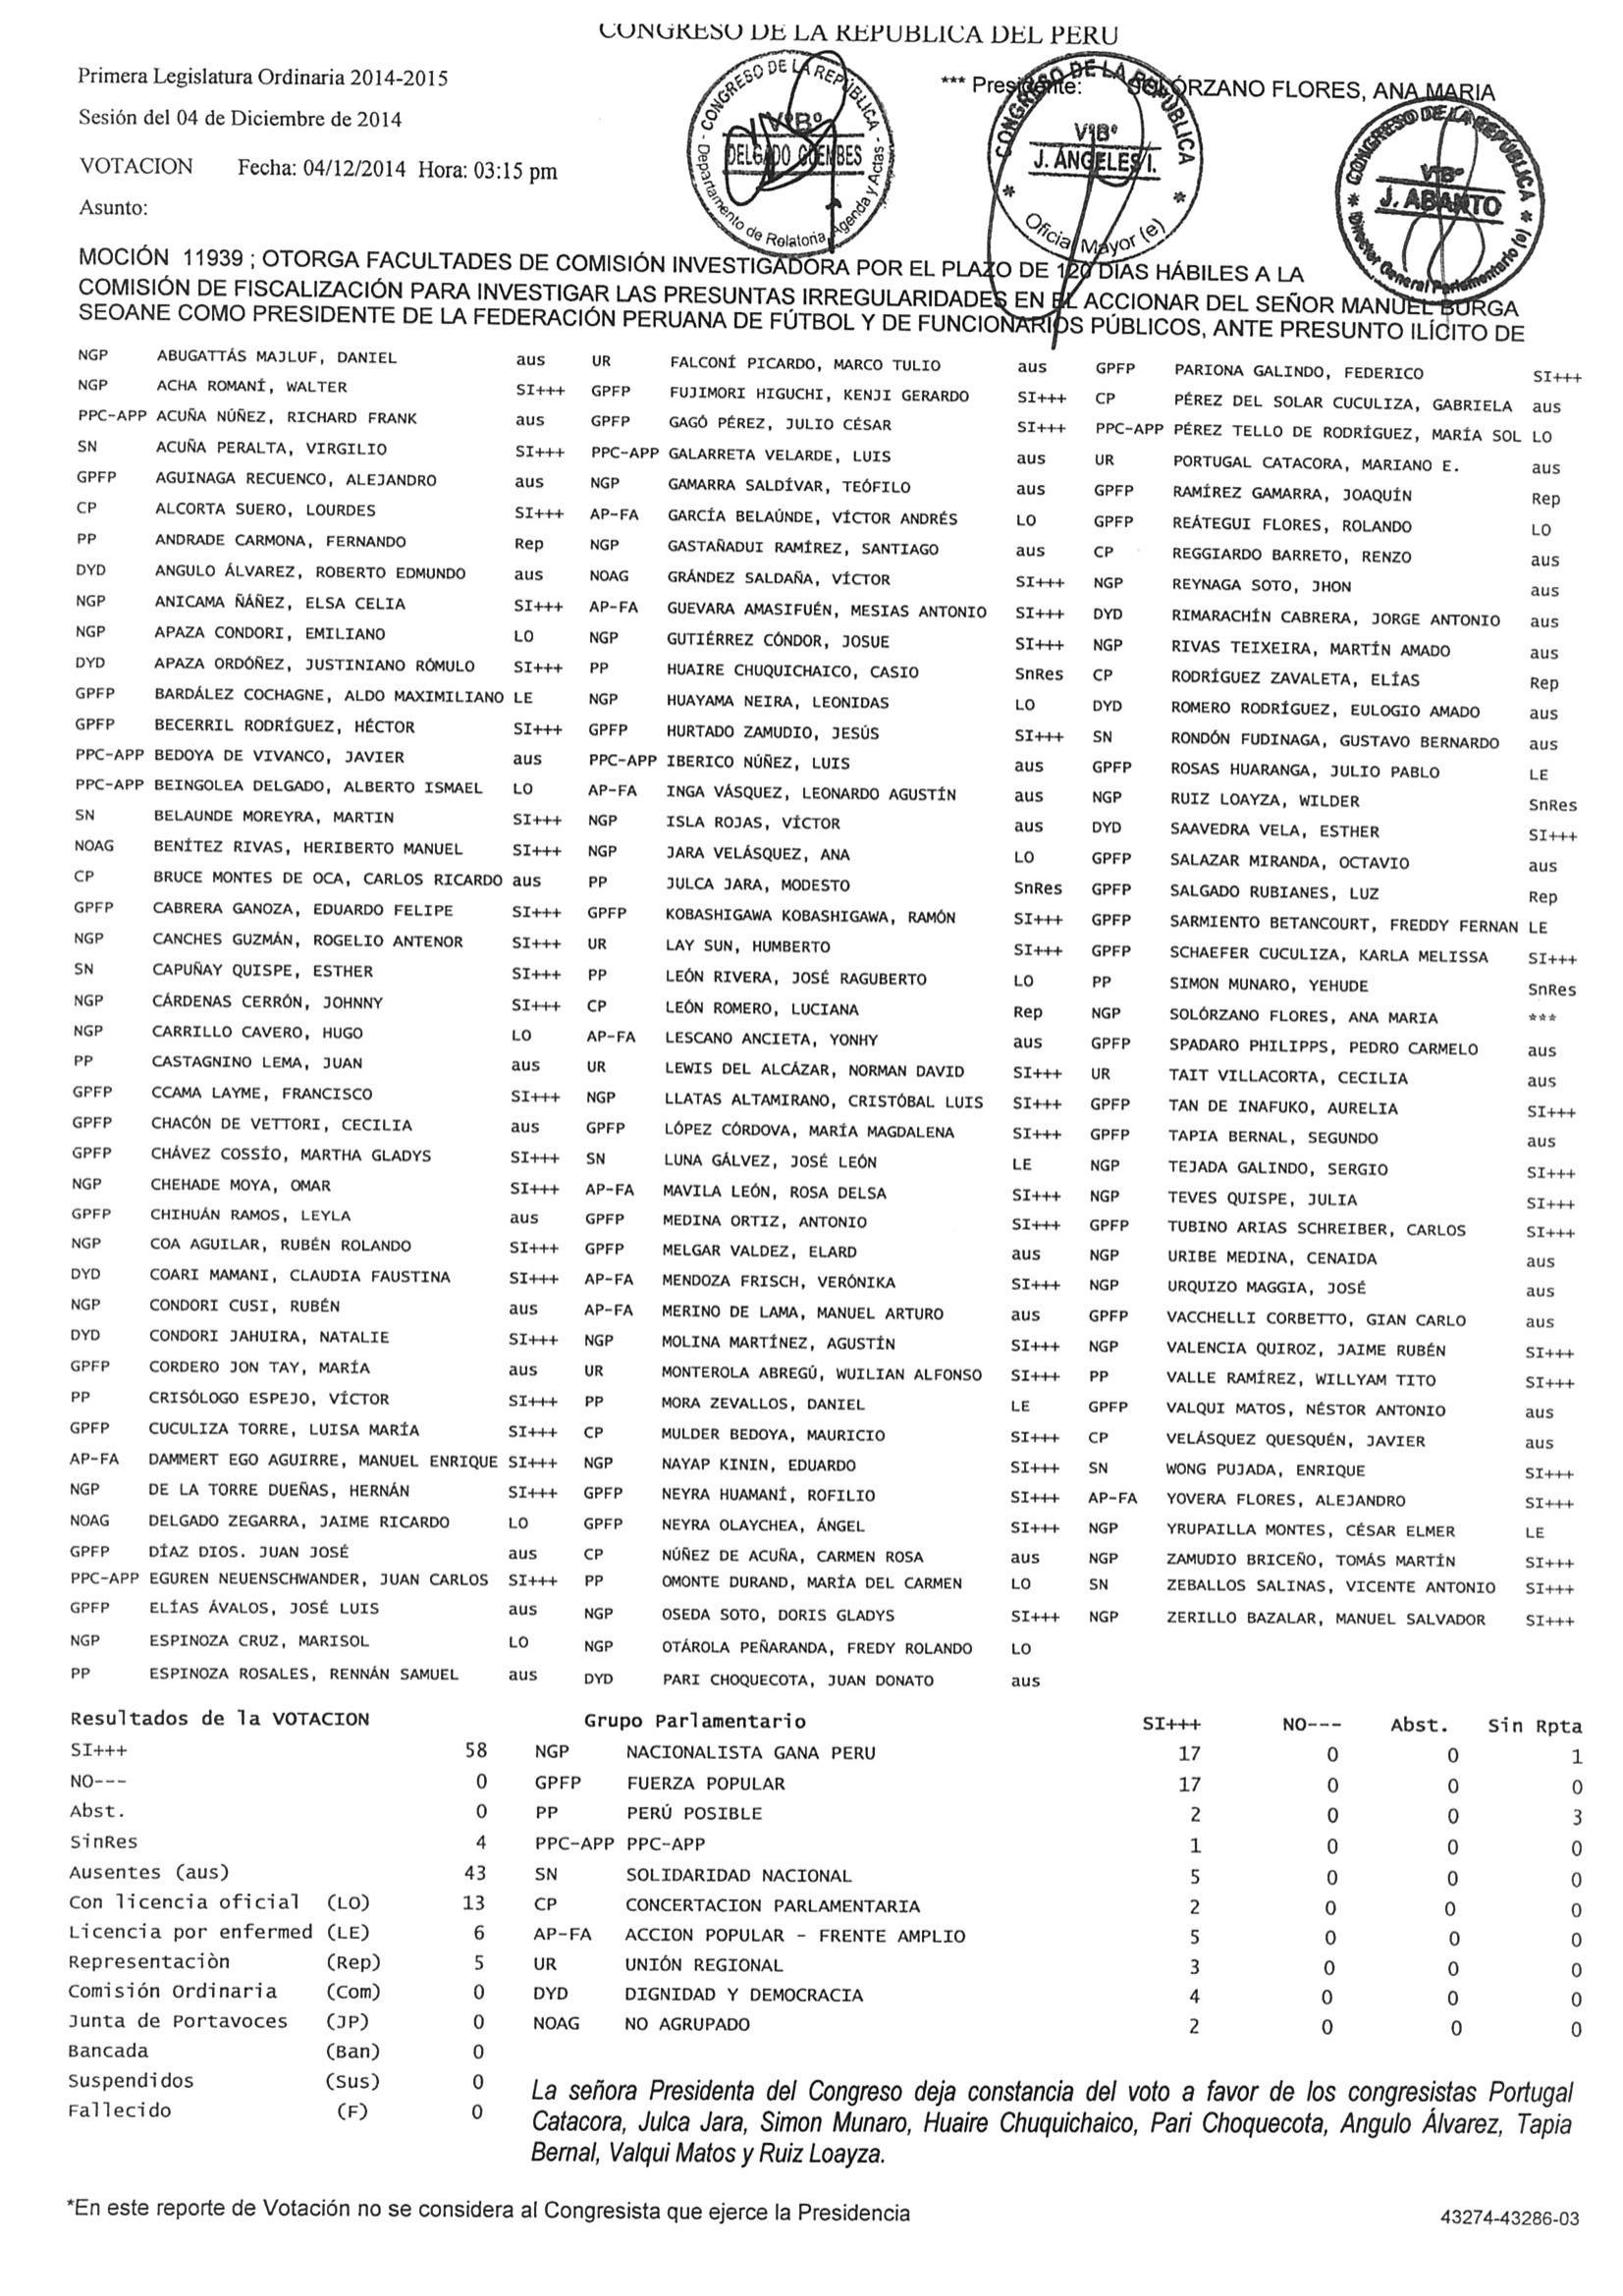 CONGRESO DE LA REPUBLICA DEL PERU
Primera Legislatura Ordinaria 2014-2015
*** Presidente: SOLÓRZANO FLORES, ANA MARIA
Sesión del 04 de Diciembre de 2014
VOTACION Fecha: 04/12/2014 Hora: 03:15 pm
Asunto:
CONGRESO DE LA REPÚBLICA - Departamento de Relatoria, Agenda y Actas -
VºBº
DELGADO GUEMBES
CONGRESO DE LA REPÚBLICA * Oficial Mayor (e) *
VºBº
J. ÁNGELES I.
* CONGRESO DE LA REPÚBLICA * Director General Parlamentario (e)
VºBº
J. ABANTO
MOCIÓN 11939 ; OTORGA FACULTADES DE COMISIÓN INVESTIGADORA POR EL PLAZO DE 120 DÍAS HÁBILES A LA
COMISIÓN DE FISCALIZACIÓN PARA INVESTIGAR LAS PRESUNTAS IRREGULARIDADES EN EL ACCIONAR DEL SEÑOR MANUEL BURGA
SEOANE COMO PRESIDENTE DE LA FEDERACIÓN PERUANA DE FÚTBOL Y DE FUNCIONARIOS PÚBLICOS, ANTE PRESUNTO ILÍCITO DE
NGP ABUGATTÁS MAJLUF, DANIEL aus UR FALCONÍ PICARDO, MARCO TULIO aus GPFP PARIONA GALINDO, FEDERICO SI+++
NGP ACHA ROMANÍ, WALTER SI+++ GPFP FUJIMORI HIGUCHI, KENJI GERARDO SI+++ CP PÉREZ DEL SOLAR CUCULIZA, GABRIELA aus
PPC-APP ACUÑA NÚÑEZ, RICHARD FRANK aus GPFP GAGÓ PÉREZ, JULIO CÉSAR SI+++ PPC-APP PÉREZ TELLO DE RODRÍGUEZ, MARÍA SOL LO
SN ACUÑA PERALTA, VIRGILIO SI+++ PPC-APP GALARRETA VELARDE, LUIS aus UR PORTUGAL CATACORA, MARIANO E. aus
GPFP AGUINAGA RECUENCO, ALEJANDRO aus NGP GAMARRA SALDÍVAR, TEÓFILO aus GPFP RAMÍREZ GAMARRA, JOAQUÍN Rep
CP ALCORTA SUERO, LOURDES SI+++ AP-FA GARCÍA BELAÚNDE, VÍCTOR ANDRÉS LO GPFP REÁTEGUI FLORES, ROLANDO LO
PP ANDRADE CARMONA, FERNANDO Rep NGP GASTAÑADUI RAMÍREZ, SANTIAGO aus CP REGGIARDO BARRETO, RENZO aus
DYD ANGULO ÁLVAREZ, ROBERTO EDMUNDO aus NOAG GRÁNDEZ SALDAÑA, VÍCTOR SI+++ NGP REYNAGA SOTO, JHON aus
NGP ANICAMA ÑÁÑEZ, ELSA CELIA SI+++ AP-FA GUEVARA AMASIFUÉN, MESIAS ANTONIO SI+++ DYD RIMARACHÍN CABRERA, JORGE ANTONIO aus
NGP APAZA CONDORI, EMILIANO LO NGP GUTIÉRREZ CÓNDOR, JOSUE SI+++ NGP RIVAS TEIXEIRA, MARTÍN AMADO aus
DYD APAZA ORDÓÑEZ, JUSTINIANO RÓMULO SI+++ PP HUAIRE CHUQUICHAICO, CASIO SnRes CP RODRÍGUEZ ZAVALETA, ELÍAS Rep
GPFP BARDÁLEZ COCHAGNE, ALDO MAXIMILIANO LE NGP HUAYAMA NEIRA, LEONIDAS LO DYD ROMERO RODRÍGUEZ, EULOGIO AMADO aus
GPFP BECERRIL RODRÍGUEZ, HÉCTOR SI+++ GPFP HURTADO ZAMUDIO, JESÚS SI+++ SN RONDÓN FUDINAGA, GUSTAVO BERNARDO aus
PPC-APP BEDOYA DE VIVANCO, JAVIER aus PPC-APP IBERICO NÚÑEZ, LUIS aus GPFP ROSAS HUARANGA, JULIO PABLO LE
PPC-APP BEINGOLEA DELGADO, ALBERTO ISMAEL LO AP-FA INGA VÁSQUEZ, LEONARDO AGUSTÍN aus NGP RUIZ LOAYZA, WILDER SnRes
SN BELAUNDE MOREYRA, MARTIN SI+++ NGP ISLA ROJAS, VÍCTOR aus DYD SAAVEDRA VELA, ESTHER SI+++
NOAG BENÍTEZ RIVAS, HERIBERTO MANUEL SI+++ NGP JARA VELÁSQUEZ, ANA LO GPFP SALAZAR MIRANDA, OCTAVIO aus
CP BRUCE MONTES DE OCA, CARLOS RICARDO aus PP JULCA JARA, MODESTO SnRes GPFP SALGADO RUBIANES, LUZ Rep
GPFP CABRERA GANOZA, EDUARDO FELIPE SI+++ GPFP KOBASHIGAWA KOBASHIGAWA, RAMÓN SI+++ GPFP SARMIENTO BETANCOURT, FREDDY FERNAN LE
NGP CANCHES GUZMÁN, ROGELIO ANTENOR SI+++ UR LAY SUN, HUMBERTO SI+++ GPFP SCHAEFER CUCULIZA, KARLA MELISSA SI+++
SN CAPUÑAY QUISPE, ESTHER SI+++ PP LEÓN RIVERA, JOSÉ RAGUBERTO LO PP SIMON MUNARO, YEHUDE SnRes
NGP CÁRDENAS CERRÓN, JOHNNY SI+++ CP LEÓN ROMERO, LUCIANA Rep NGP SOLÓRZANO FLORES, ANA MARIA ***
NGP CARRILLO CAVERO, HUGO LO AP-FA LESCANO ANCIETA, YONHY aus GPFP SPADARO PHILIPPS, PEDRO CARMELO aus
PP CASTAGNINO LEMA, JUAN aus UR LEWIS DEL ALCÁZAR, NORMAN DAVID SI+++ UR TAIT VILLACORTA, CECILIA aus
GPFP CCAMA LAYME, FRANCISCO SI+++ NGP LLATAS ALTAMIRANO, CRISTÓBAL LUIS SI+++ GPFP TAN DE INAFUKO, AURELIA SI+++
GPFP CHACÓN DE VETTORI, CECILIA aus GPFP LÓPEZ CÓRDOVA, MARÍA MAGDALENA SI+++ GPFP TAPIA BERNAL, SEGUNDO aus
GPFP CHÁVEZ COSSÍO, MARTHA GLADYS SI+++ SN LUNA GÁLVEZ, JOSÉ LEÓN LE NGP TEJADA GALINDO, SERGIO SI+++
NGP CHEHADE MOYA, OMAR SI+++ AP-FA MAVILA LEÓN, ROSA DELSA SI+++ NGP TEVES QUISPE, JULIA SI+++
GPFP CHIHUÁN RAMOS, LEYLA aus GPFP MEDINA ORTIZ, ANTONIO SI+++ GPFP TUBINO ARIAS SCHREIBER, CARLOS SI+++
NGP COA AGUILAR, RUBÉN ROLANDO SI+++ GPFP MELGAR VALDEZ, ELARD aus NGP URIBE MEDINA, CENAIDA aus
DYD COARI MAMANI, CLAUDIA FAUSTINA SI+++ AP-FA MENDOZA FRISCH, VERÓNIKA SI+++ NGP URQUIZO MAGGIA, JOSÉ aus
NGP CONDORI CUSI, RUBÉN aus AP-FA MERINO DE LAMA, MANUEL ARTURO aus GPFP VACCHELLI CORBETTO, GIAN CARLO aus
DYD CONDORI JAHUIRA, NATALIE SI+++ NGP MOLINA MARTÍNEZ, AGUSTÍN SI+++ NGP VALENCIA QUIROZ, JAIME RUBÉN SI+++
GPFP CORDERO JON TAY, MARÍA aus UR MONTEROLA ABREGÚ, WUILIAN ALFONSO SI+++ PP VALLE RAMÍREZ, WILLYAM TITO SI+++
PP CRISÓLOGO ESPEJO, VÍCTOR SI+++ PP MORA ZEVALLOS, DANIEL LE GPFP VALQUI MATOS, NÉSTOR ANTONIO aus
GPFP CUCULIZA TORRE, LUISA MARÍA SI+++ CP MULDER BEDOYA, MAURICIO SI+++ CP VELÁSQUEZ QUESQUÉN, JAVIER aus
AP-FA DAMMERT EGO AGUIRRE, MANUEL ENRIQUE SI+++ NGP NAYAP KININ, EDUARDO SI+++ SN WONG PUJADA, ENRIQUE SI+++
NGP DE LA TORRE DUEÑAS, HERNÁN SI+++ GPFP NEYRA HUAMANÍ, ROFILIO SI+++ AP-FA YOVERA FLORES, ALEJANDRO SI+++
NOAG DELGADO ZEGARRA, JAIME RICARDO LO GPFP NEYRA OLAYCHEA, ÁNGEL SI+++ NGP YRUPAILLA MONTES, CÉSAR ELMER LE
GPFP DÍAZ DIOS. JUAN JOSÉ aus CP NÚÑEZ DE ACUÑA, CARMEN ROSA aus NGP ZAMUDIO BRICEÑO, TOMÁS MARTÍN SI+++
PPC-APP EGUREN NEUENSCHWANDER, JUAN CARLOS SI+++ PP OMONTE DURAND, MARÍA DEL CARMEN LO SN ZEBALLOS SALINAS, VICENTE ANTONIO SI+++
GPFP ELÍAS ÁVALOS, JOSÉ LUIS aus NGP OSEDA SOTO, DORIS GLADYS SI+++ NGP ZERILLO BAZALAR, MANUEL SALVADOR SI+++
NGP ESPINOZA CRUZ, MARISOL LO NGP OTÁROLA PEÑARANDA, FREDY ROLANDO LO
PP ESPINOZA ROSALES, RENNÁN SAMUEL aus DYD PARI CHOQUECOTA, JUAN DONATO aus
Resultados de la VOTACION Grupo Parlamentario SI+++ NO--- Abst. Sin Rpta
SI+++ 58 NGP NACIONALISTA GANA PERU 17 0 0 1
NO--- 0 GPFP FUERZA POPULAR 17 0 0 0
Abst. 0 PP PERÚ POSIBLE 2 0 0 3
SinRes 4 PPC-APP PPC-APP 1 0 0 0
Ausentes (aus) 43 SN SOLIDARIDAD NACIONAL 5 0 0 0
Con licencia oficial (LO) 13 CP CONCERTACION PARLAMENTARIA 2 0 0 0
Licencia por enfermed (LE) 6 AP-FA ACCION POPULAR - FRENTE AMPLIO 5 0 0 0
Representaciòn (Rep) 5 UR UNIÓN REGIONAL 3 0 0 0
Comisión Ordinaria (Com) 0 DYD DIGNIDAD Y DEMOCRACIA 4 0 0 0
Junta de Portavoces (JP) 0 NOAG NO AGRUPADO 2 0 0 0
Bancada (Ban) 0
Suspendidos (Sus) 0
Fallecido (F) 0
La señora Presidenta del Congreso deja constancia del voto a favor de los congresistas Portugal
Catacora, Julca Jara, Simon Munaro, Huaire Chuquichaico, Pari Choquecota, Angulo Álvarez, Tapia
Bernal, Valqui Matos y Ruiz Loayza.
*En este reporte de Votación no se considera al Congresista que ejerce la Presidencia
43274-43286-03